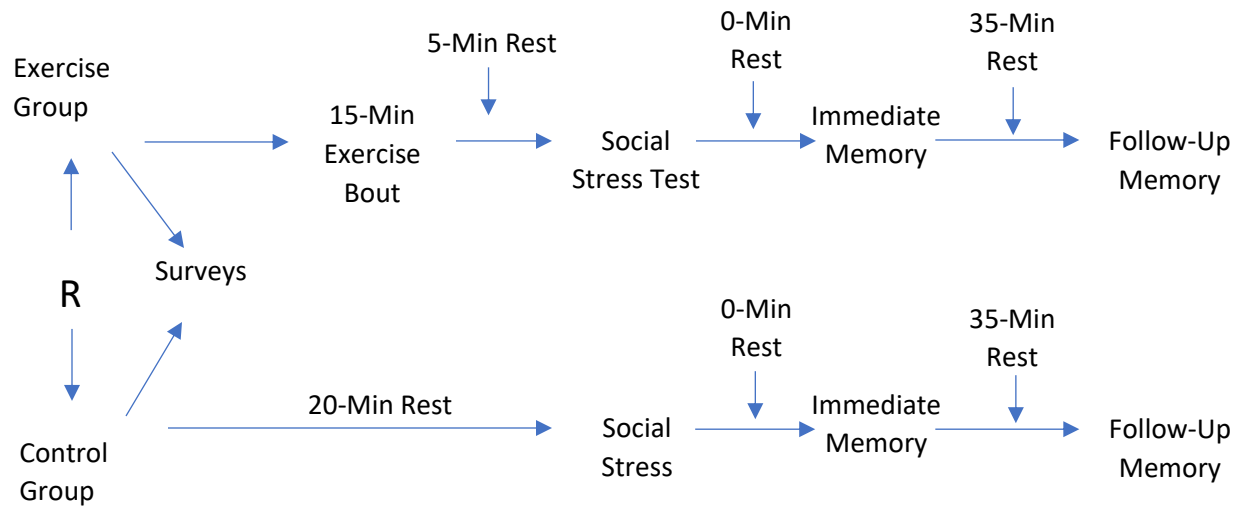 Exercise
Group
15-Min
Exercise
Bout
5-Min Rest
Social
Stress Test
0-Min
Rest
Immediate
Memory
35-Min
Rest
Follow-Up
Memory
R
Surveys
Control
Group
20-Min Rest
Social
Stress
0-Min
Rest
Immediate
Memory
35-Min
Rest
Follow-Up
Memory